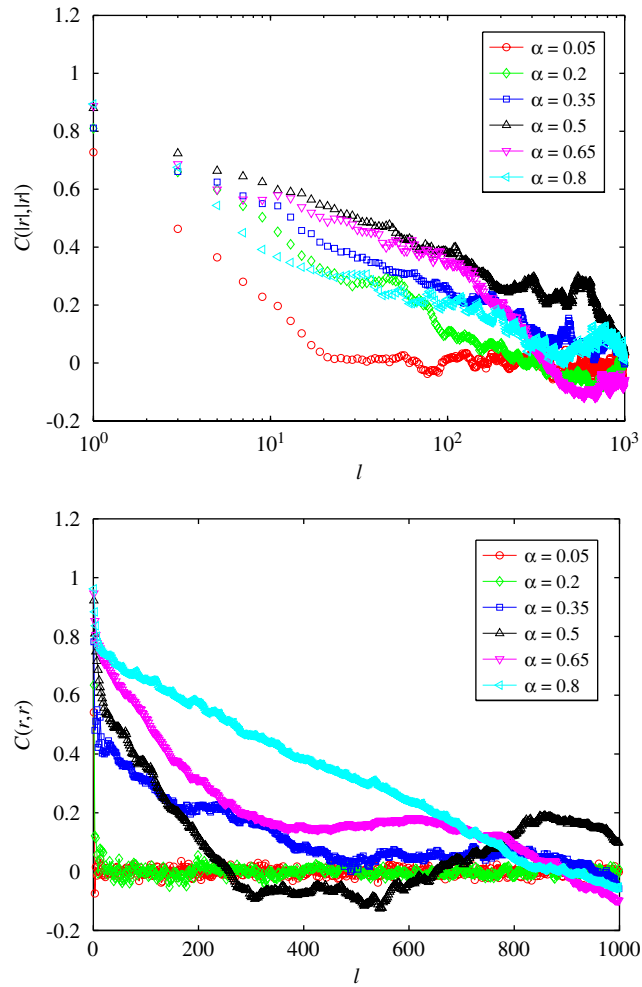 1.2
1
0.8
0.6
0.4
0.2
0
-0.2
C(|r|,|r|)
10^0
10^1
10^2
10^3
l
α = 0.05
α = 0.2
α = 0.35
α = 0.5
α = 0.65
α = 0.8
1.2
1
0.8
0.6
0.4
0.2
0
-0.2
C(r,r)
0
200
400
600
800
1000
l
α = 0.05
α = 0.2
α = 0.35
α = 0.5
α = 0.65
α = 0.8